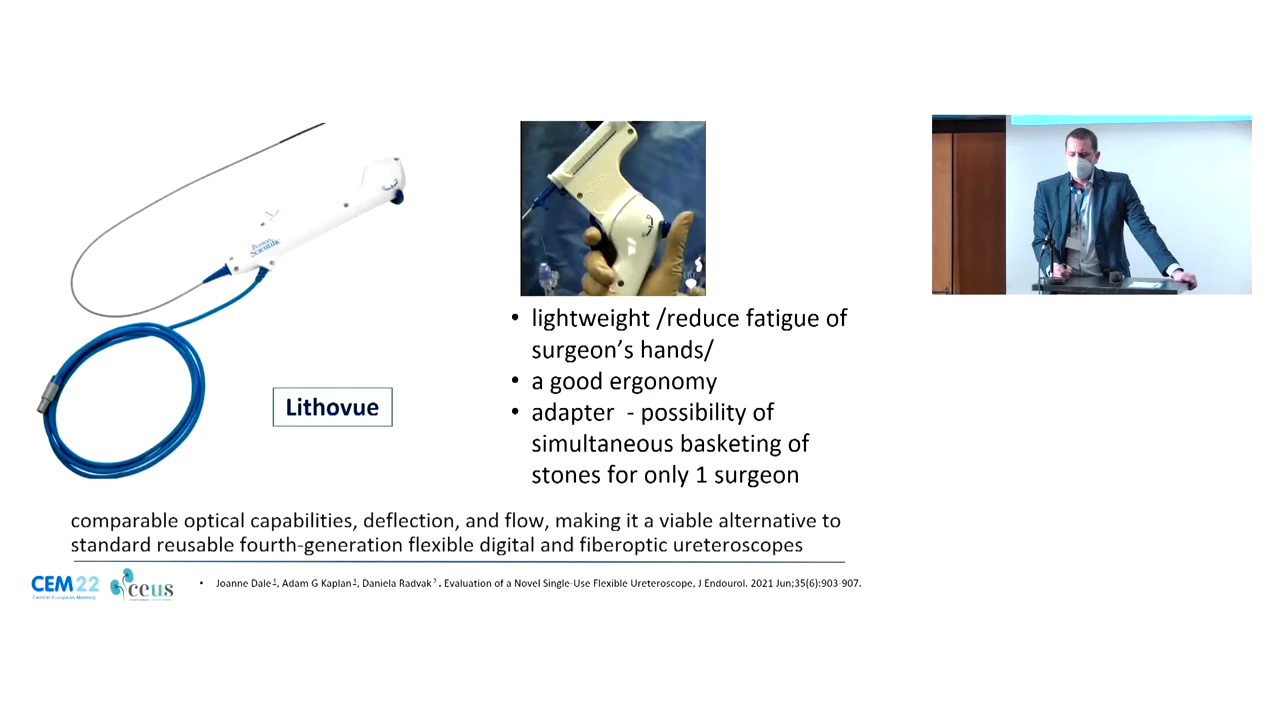 Boston
Scientific
Lithovue
• lightweight /reduce fatigue of
surgeon’s hands/
• a good ergonomy
• adapter - possibility of
simultaneous basketing of
stones for only 1 surgeon
comparable optical capabilities, deflection, and flow, making it a viable alternative to
standard reusable fourth-generation flexible digital and fiberoptic ureteroscopes
CEM22
Central European Meeting
ceus
• Joanne Dale 1, Adam G Kaplan 1, Daniela Radvak 2. Evaluation of a Novel Single-Use Flexible Ureteroscope, J Endourol. 2021 Jun;35(6):903-907.